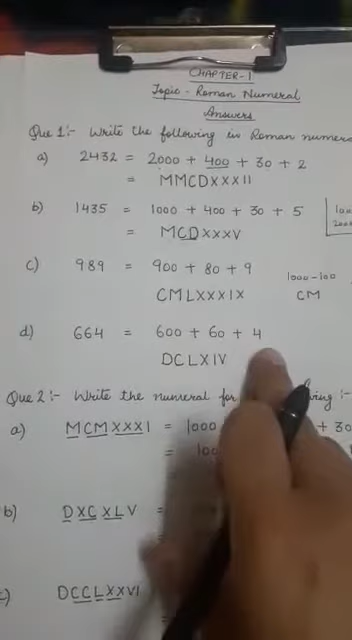 CHAPTER-1
Topic - Roman Numeral
Answers
Que 1:- Write the following in Roman
a) 2432 = 2000 + 400 + 30 + 2
= MMCDXXXII
b) 1435 = 1000 + 400 + 30 + 5
= MCDXXXV
c) 989 = 900 + 80 + 9
1000-100
CMLXXXIX
CM
d) 664 = 600 + 60 + 4
DCLXIV
Que 2:- Write the numeral :-
a) MCMXXXI = 1000 + 30
=
b) DXCXLV =
DCCLXXVI